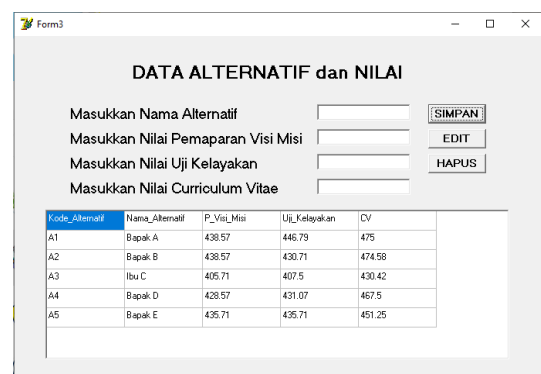 Form3
DATA ALTERNATIF dan NILAI
Masukkan Nama Alternatif SIMPAN
Masukkan Nilai Pemaparan Visi Misi EDIT
Masukkan Nilai Uji Kelayakan HAPUS
Masukkan Nilai Curriculum Vitae
Kode_Alternatif Nama_Alternatif P_Visi_Misi Uji_Kelayakan CV
A1 Bapak A 438.57 446.79 475
A2 Bapak B 438.57 430.71 474.58
A3 Ibu C 405.71 407.5 430.42
A4 Bapak D 428.57 431.07 467.5
A5 Bapak E 435.71 435.71 451.25